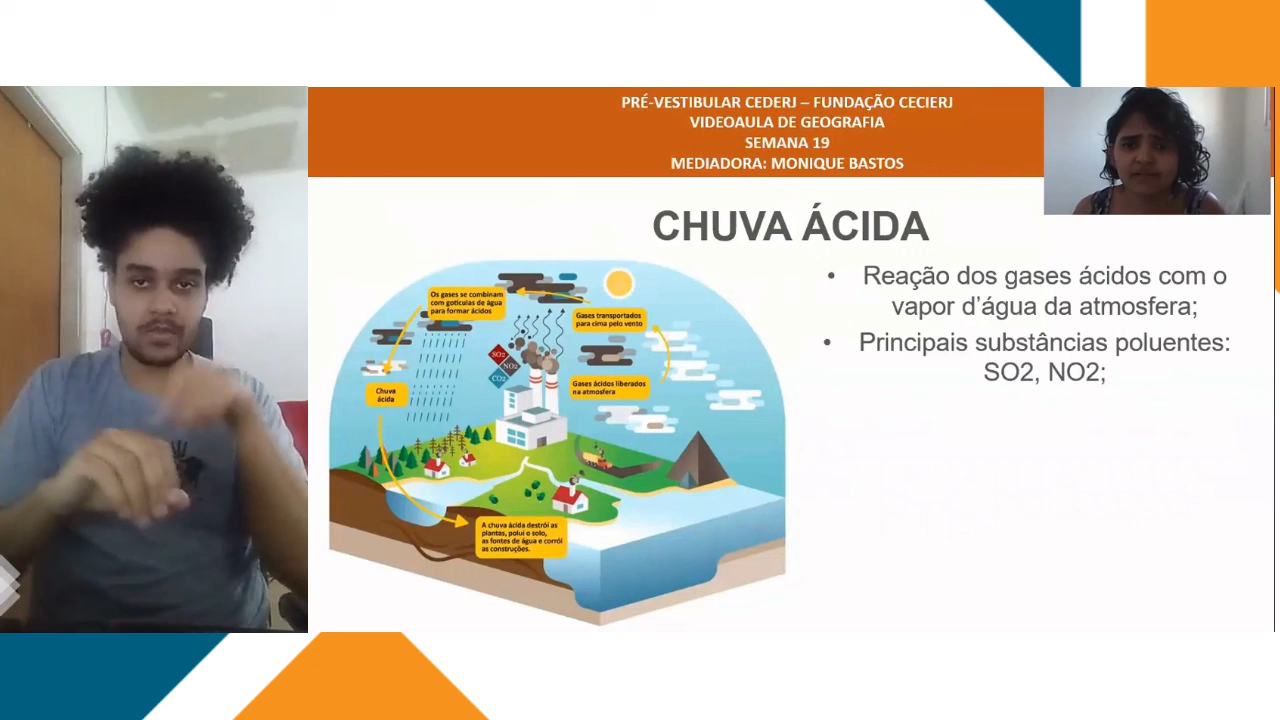 PRÉ-VESTIBULAR CEDERJ – FUNDAÇÃO CECIERJ
VIDEOAULA DE GEOGRAFIA
SEMANA 19
MEDIADORA: MONIQUE BASTOS
CHUVA ÁCIDA
• Reação dos gases ácidos com o
vapor d'água da atmosfera;
• Principais substâncias poluentes:
SO2, NO2;
Os gases se combinam
com gotículas de água
para formar ácidos
Gases transportados
para cima pelo vento
SO2
NO2
CO2
Gases ácidos liberados
na atmosfera
Chuva
ácida
A chuva ácida destrói as
plantas, polui o solo,
as fontes de água e corrói
as construções.